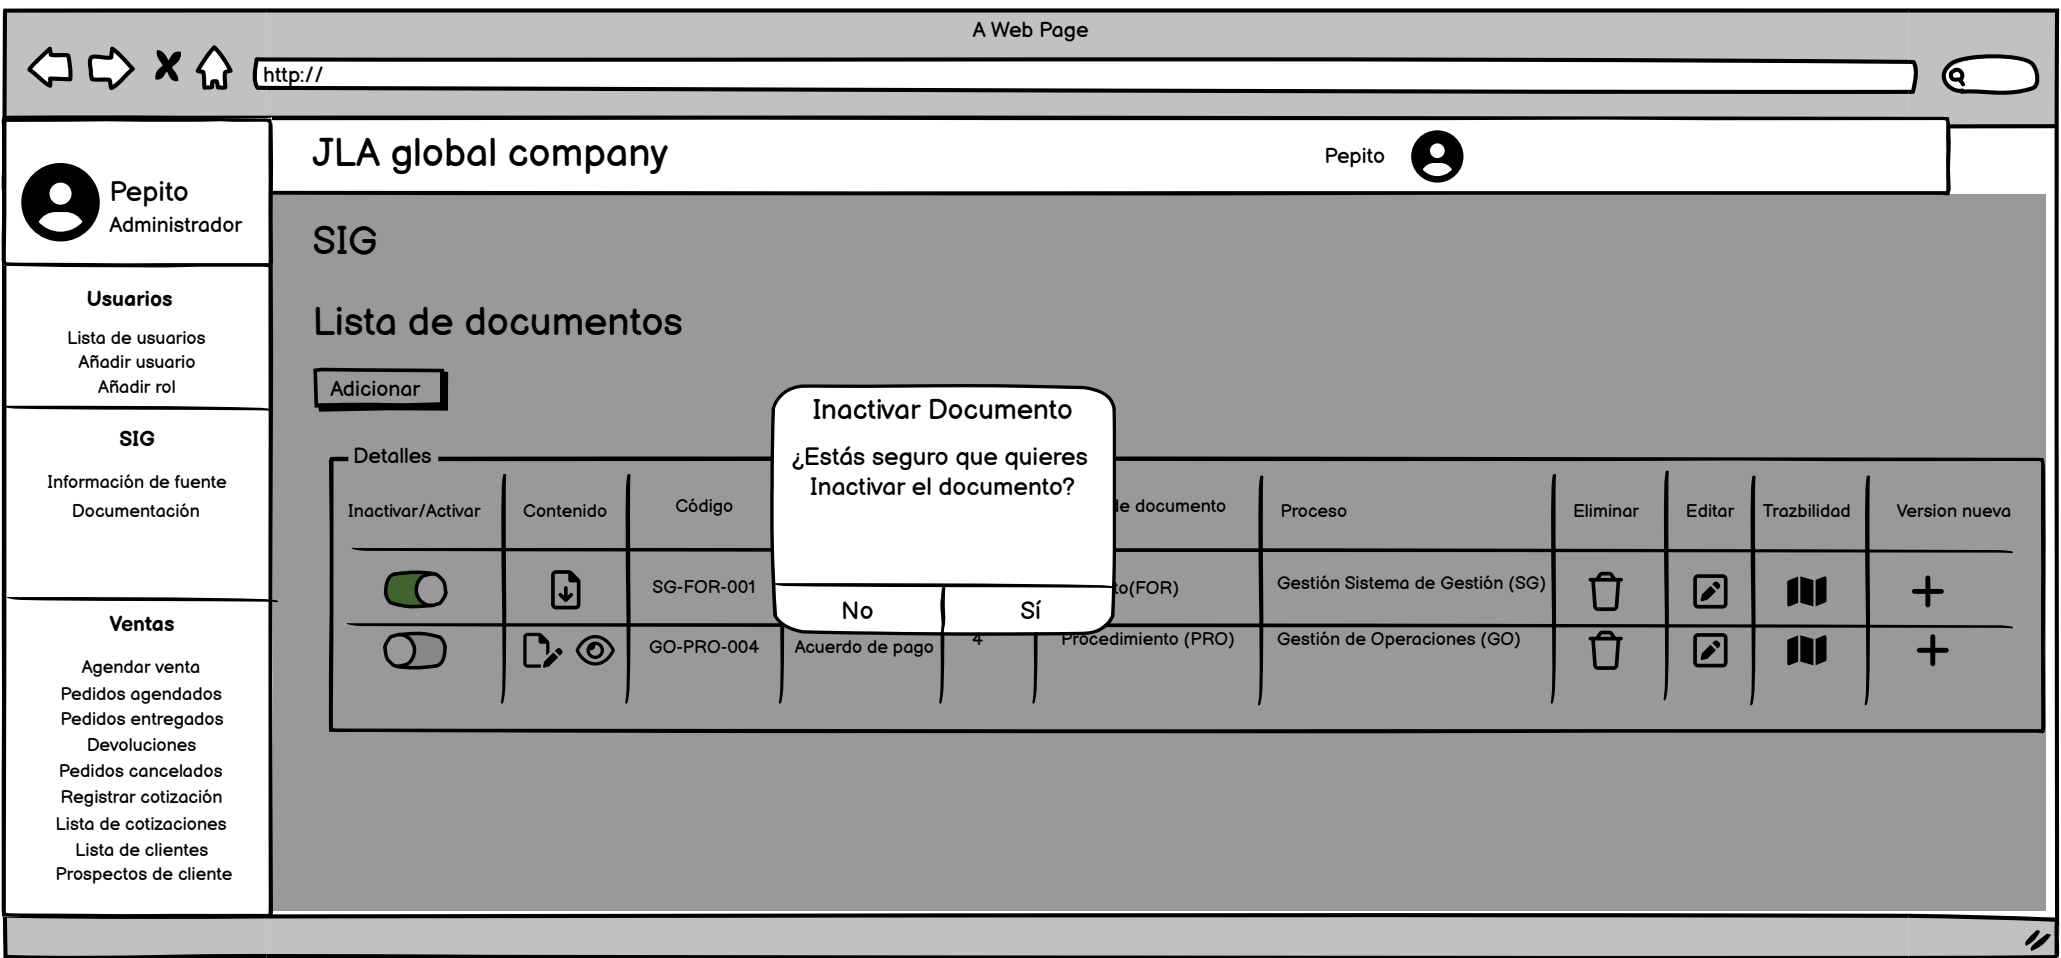 A Web Page
http://
JLA global company
Pepito
Pepito
Administrador
Usuarios
Lista de usuarios
Añadir usuario
Añadir rol
SIG
Información de fuente
Documentación
Ventas
Agendar venta
Pedidos agendados
Pedidos entregados
Devoluciones
Pedidos cancelados
Registrar cotización
Lista de cotizaciones
Lista de clientes
Prospectos de cliente
SIG
Lista de documentos
Adicionar
Inactivar Documento
¿Estás seguro que quieres
Inactivar el documento?
No Sí
Detalles
Inactivar/Activar Contenido Código documento Proceso Eliminar Editar Trazbilidad Version nueva
SG-FOR-001 (FOR) Gestión Sistema de Gestión (SG)
GO-PRO-004 Acuerdo de pago 4 Procedimiento (PRO) Gestión de Operaciones (GO)